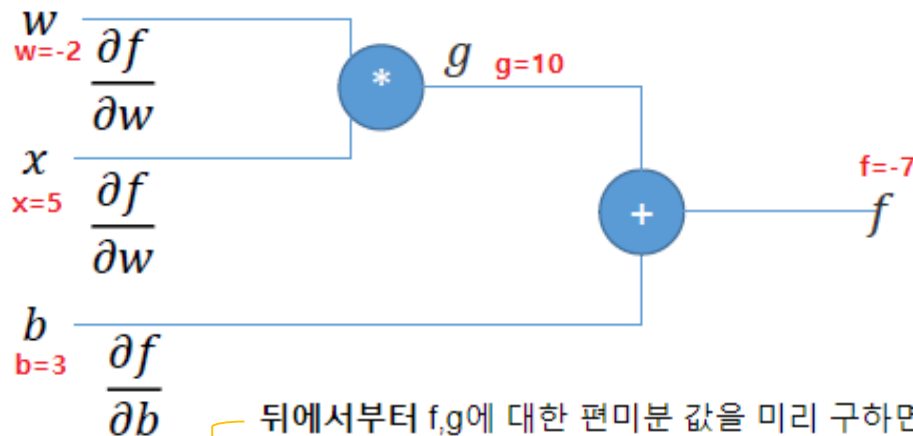 w
w=-2
∂f
∂w
*
g g=10
x
x=5
∂f
∂w
f=-7
f
+
b
b=3
∂f
∂b
뒤에서부터 f,g에 대한 편미분 값을 미리 구하면